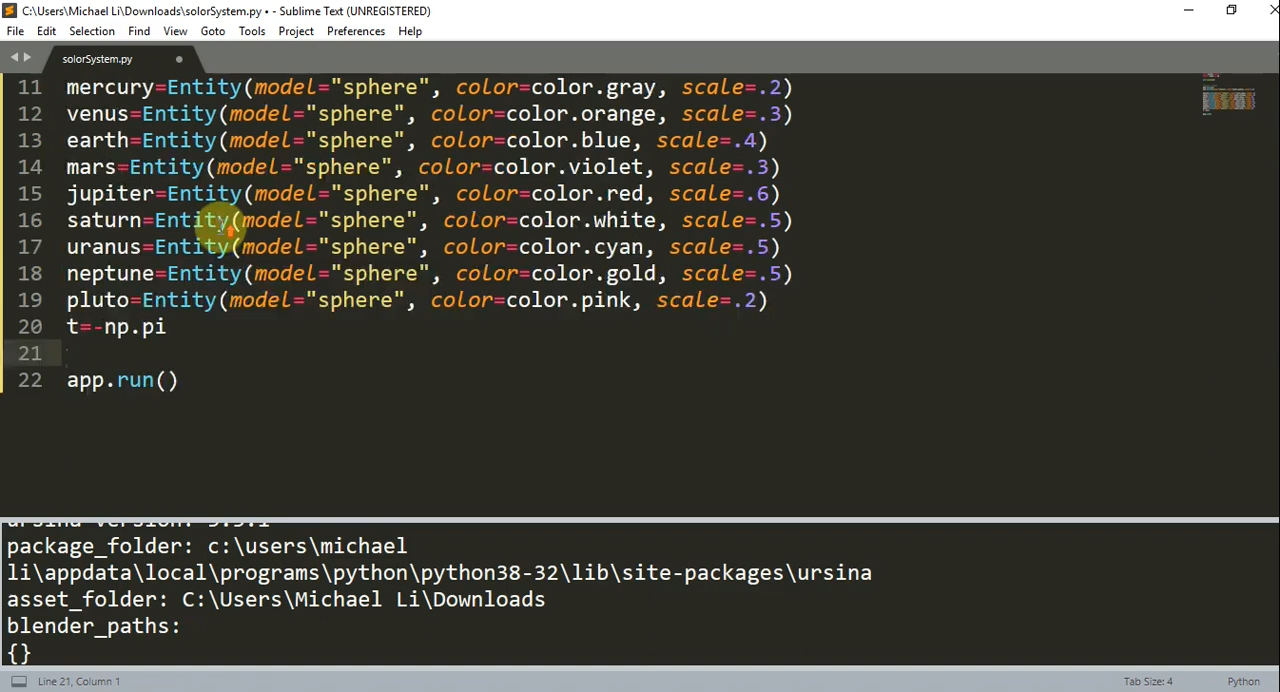 C:\Users\Michael Li\Downloads\solorSystem.py • - Sublime Text (UNREGISTERED)
File Edit Selection Find View Goto Tools Project Preferences Help
solorSystem.py
11 mercury=Entity(model="sphere", color=color.gray, scale=.2)
12 venus=Entity(model="sphere", color=color.orange, scale=.3)
13 earth=Entity(model="sphere", color=color.blue, scale=.4)
14 mars=Entity(model="sphere", color=color.violet, scale=.3)
15 jupiter=Entity(model="sphere", color=color.red, scale=.6)
16 saturn=Entity(model="sphere", color=color.white, scale=.5)
17 uranus=Entity(model="sphere", color=color.cyan, scale=.5)
18 neptune=Entity(model="sphere", color=color.gold, scale=.5)
19 pluto=Entity(model="sphere", color=color.pink, scale=.2)
20 t=-np.pi
21
22 app.run()
package_folder: c:\users\michael
li\appdata\local\programs\python\python38-32\lib\site-packages\ursina
asset_folder: C:\Users\Michael Li\Downloads
blender_paths:
{}
Line 21, Column 1 Tab Size: 4 Python